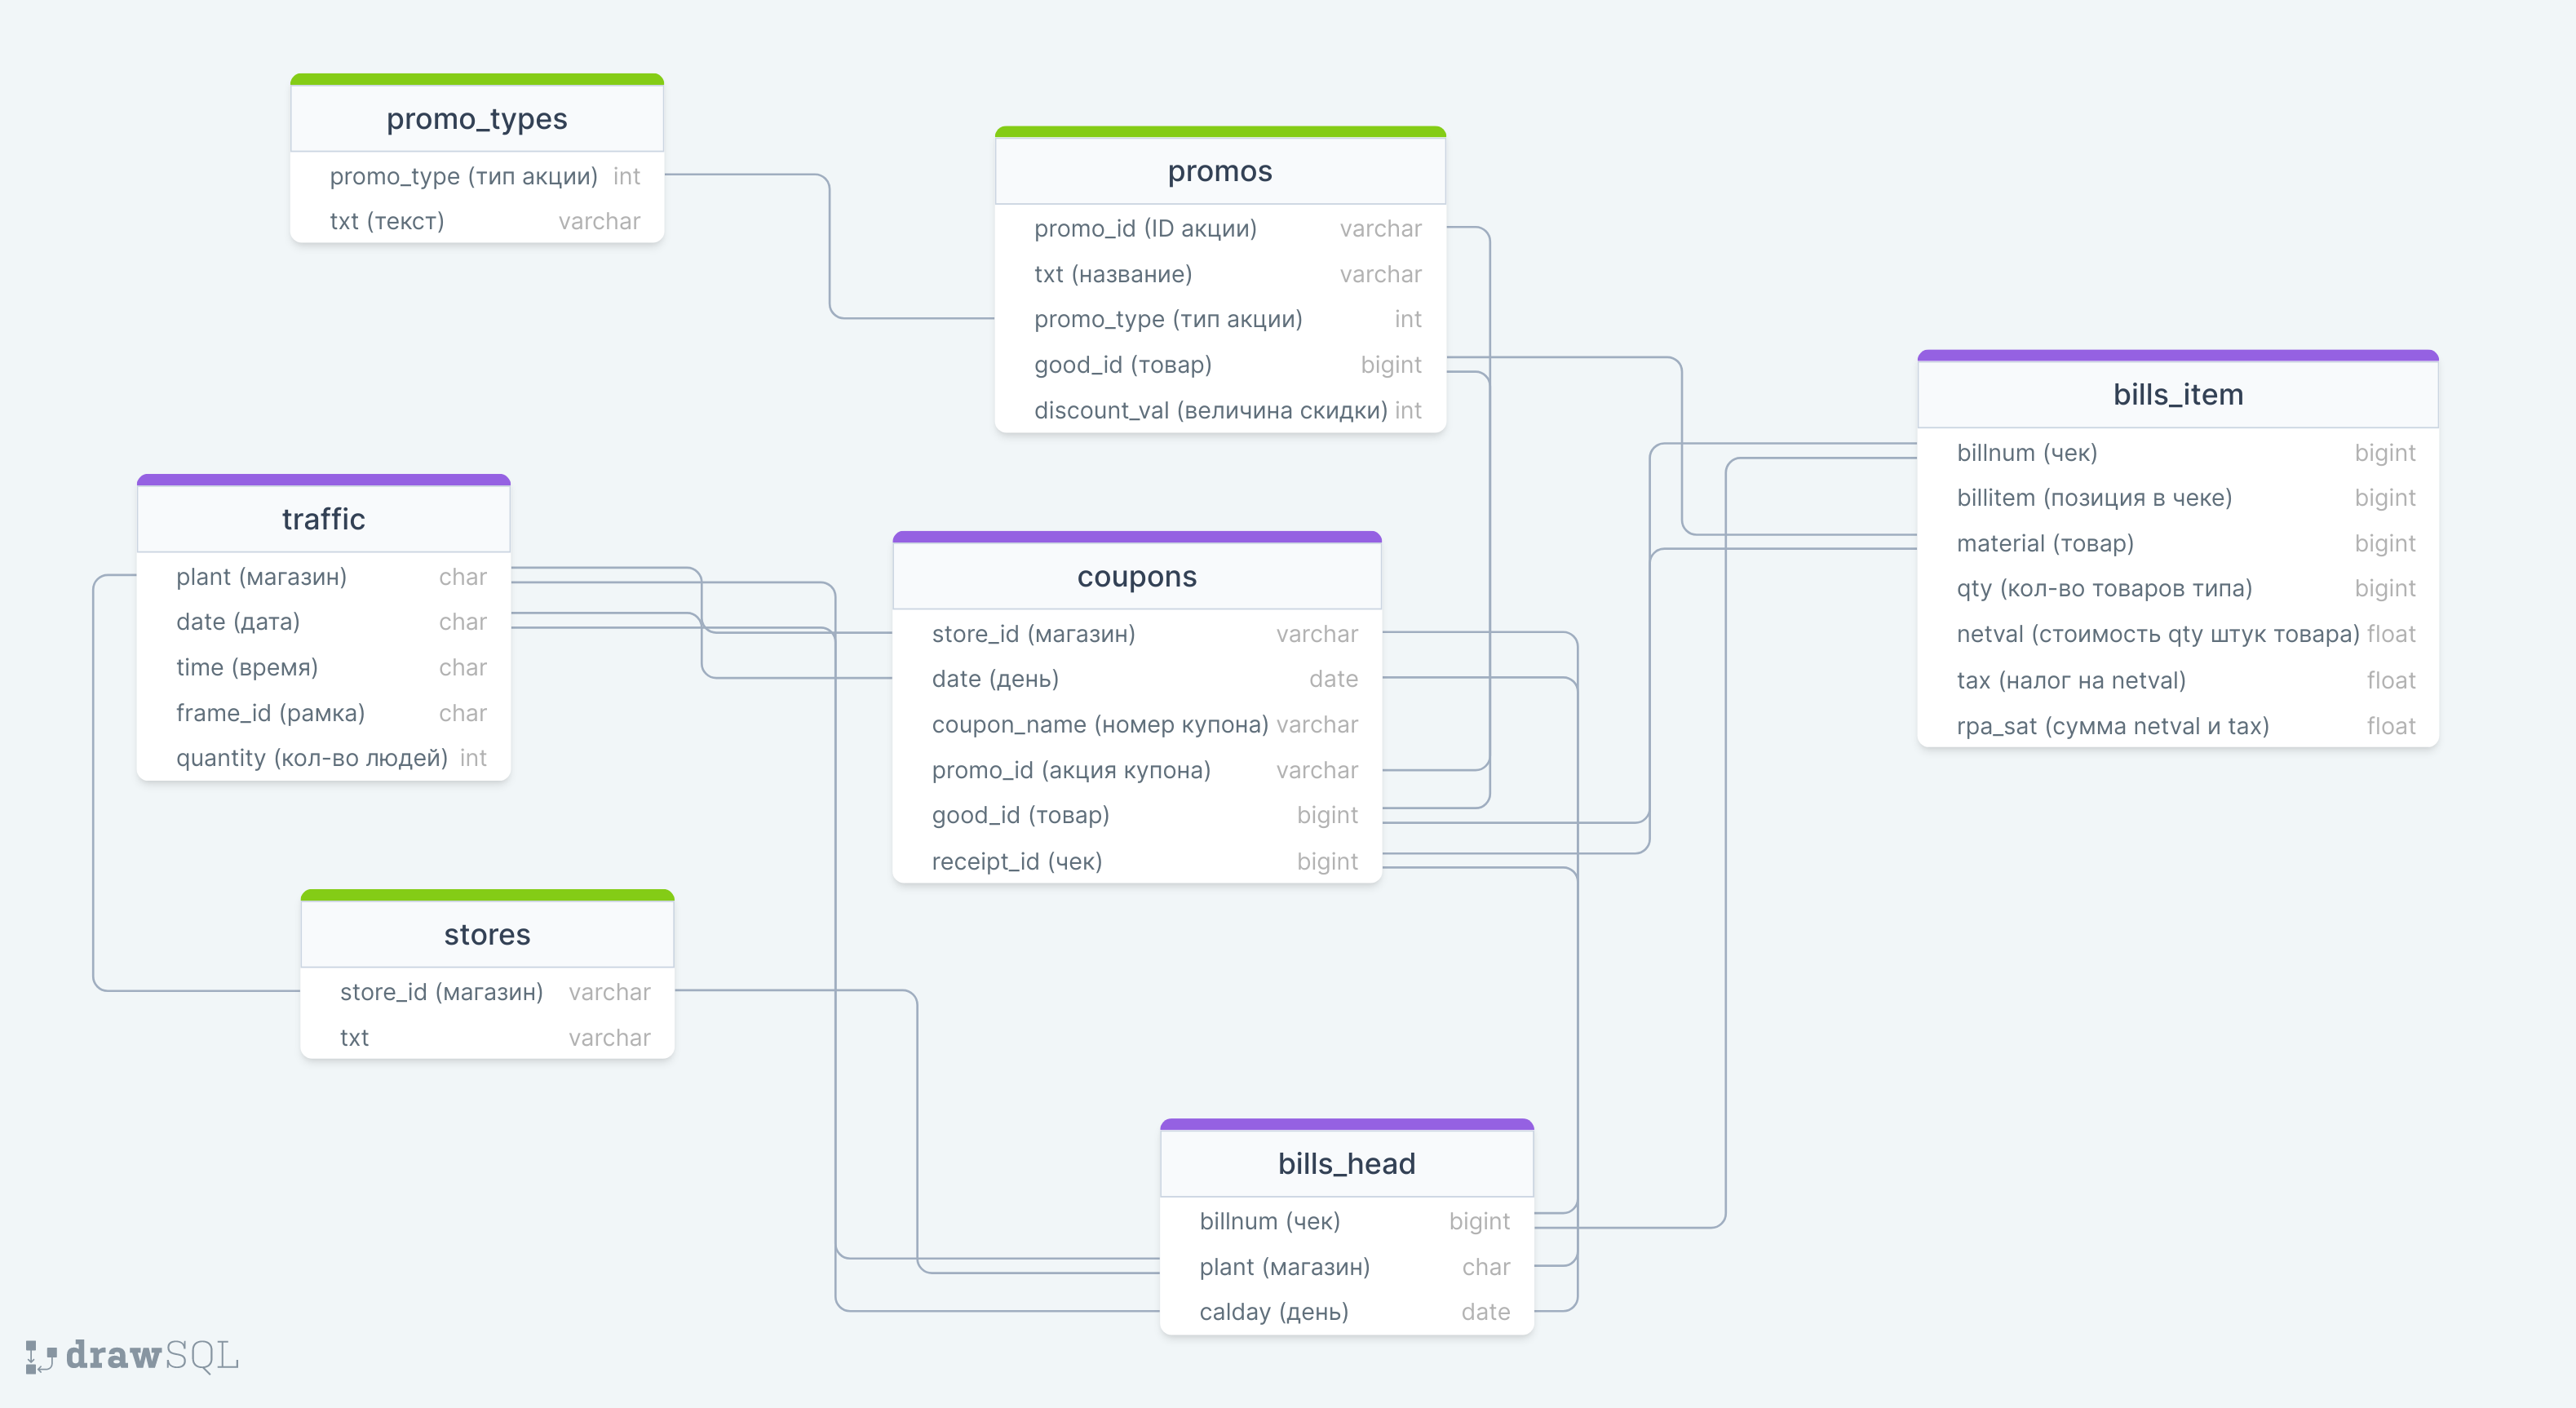 promo_types
promo_type (тип акции) int
txt (текст) varchar
promos
promo_id (ID акции) varchar
txt (название) varchar
promo_type (тип акции) int
good_id (товар) bigint
discount_val (величина скидки) int
bills_item
billnum (чек) bigint
billitem (позиция в чеке) bigint
material (товар) bigint
qty (кол-во товаров типа) bigint
netval (стоимость qty штук товара) float
tax (налог на netval) float
rpa_sat (сумма netval и tax) float
traffic
plant (магазин) char
date (дата) char
time (время) char
frame_id (рамка) char
quantity (кол-во людей) int
coupons
store_id (магазин) varchar
date (день) date
coupon_name (номер купона) varchar
promo_id (акция купона) varchar
good_id (товар) bigint
receipt_id (чек) bigint
stores
store_id (магазин) varchar
txt varchar
bills_head
billnum (чек) bigint
plant (магазин) char
calday (день) date
drawSQL